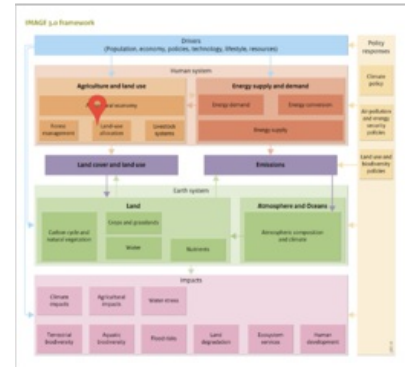 IMAGE 3.0 framework
Drivers
(Population, economy, policies, technology, lifestyle, resources)
Policy
responses
Human system
Agriculture and land use
Energy supply and demand
Climate
policy
economy
Energy demand
Energy conversion
Air pollution
and energy
security
policies
Forest
management
Land-use
allocation
Livestock
systems
Energy supply
Land cover and land use
Emissions
Land use and
biodiversity
policies
Earth system
Land
Atmosphere and Oceans
Carbon cycle and
natural vegetation
Crops and grasslands
Water
Nutrients
Atmospheric composition
and climate
Impacts
Climate
impacts
Agricultural
impacts
Water stress
Terrestrial
biodiversity
Aquatic
biodiversity
Flood risks
Land
degradation
Ecosystem
services
Human
development